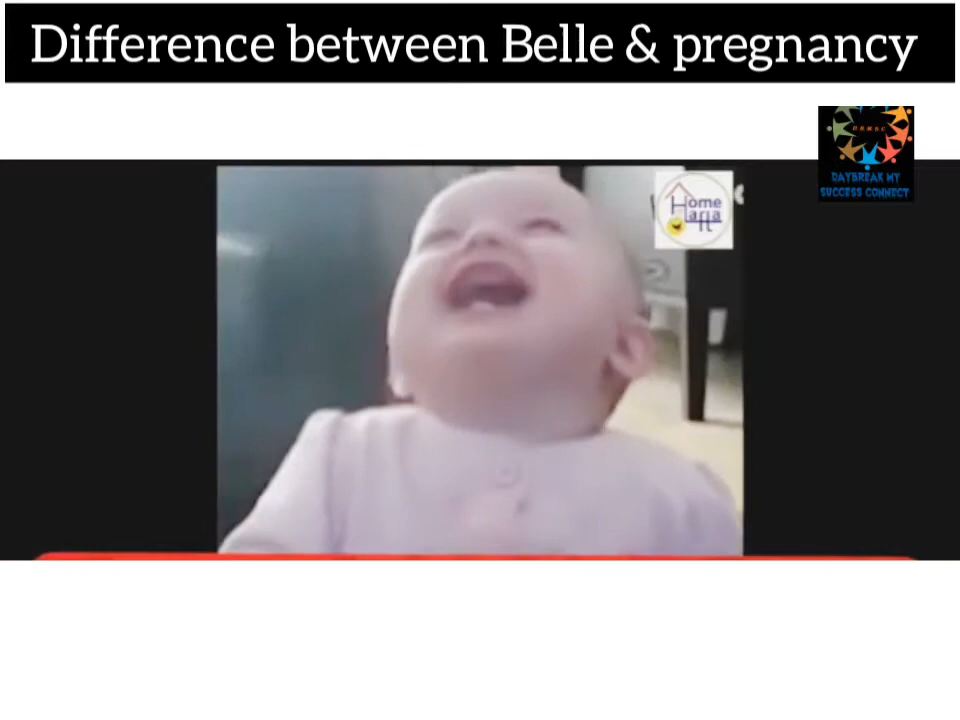 Difference between Belle & pregnancy
D.B.M.S.C
DAYBREAK MY
SUCCESS CONNECT
Home